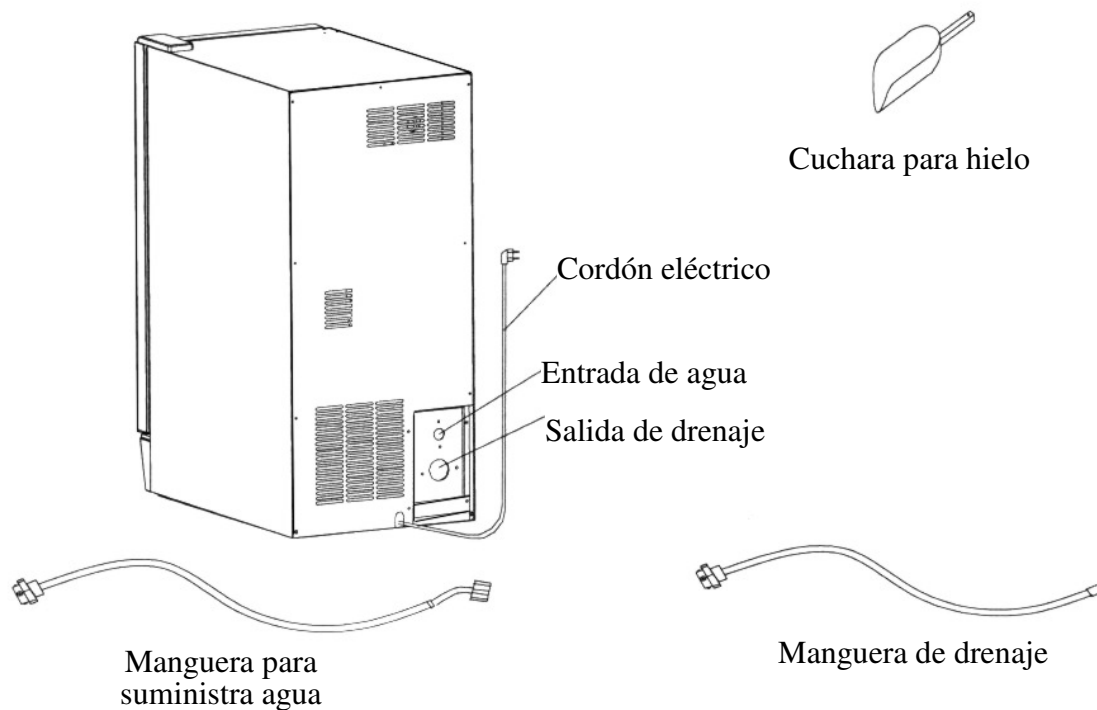 Cuchara para hielo
Cordón eléctrico
Entrada de agua
Salida de drenaje
Manguera para
suministra agua
Manguera de drenaje